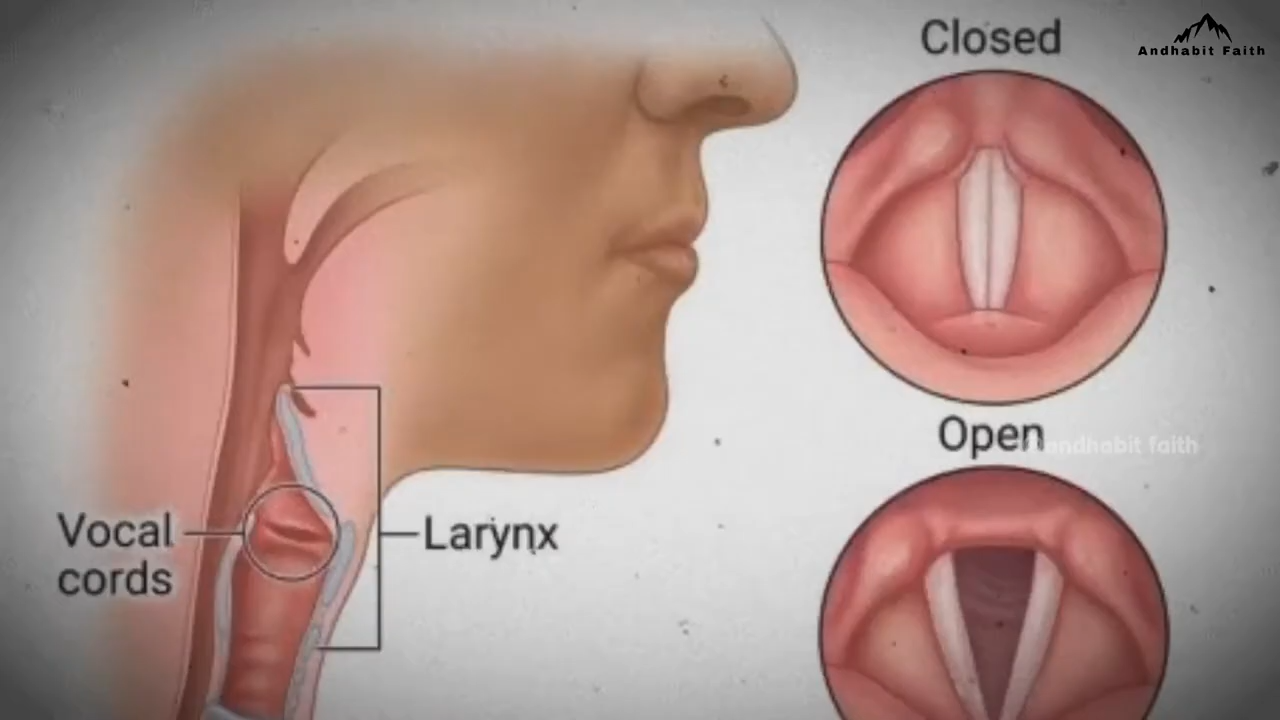 Closed
Andhabit Faith
Open
@andhabit faith
Vocal
cords
Larynx